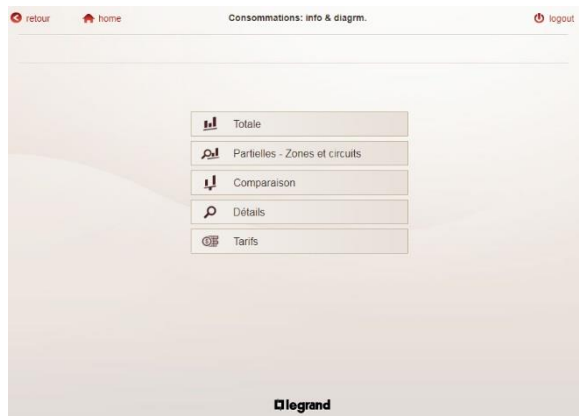 retour home Consommations: info & diagrm. logout
Totale
Partielles - Zones et circuits
Comparaison
Détails
Tarifs
legrand